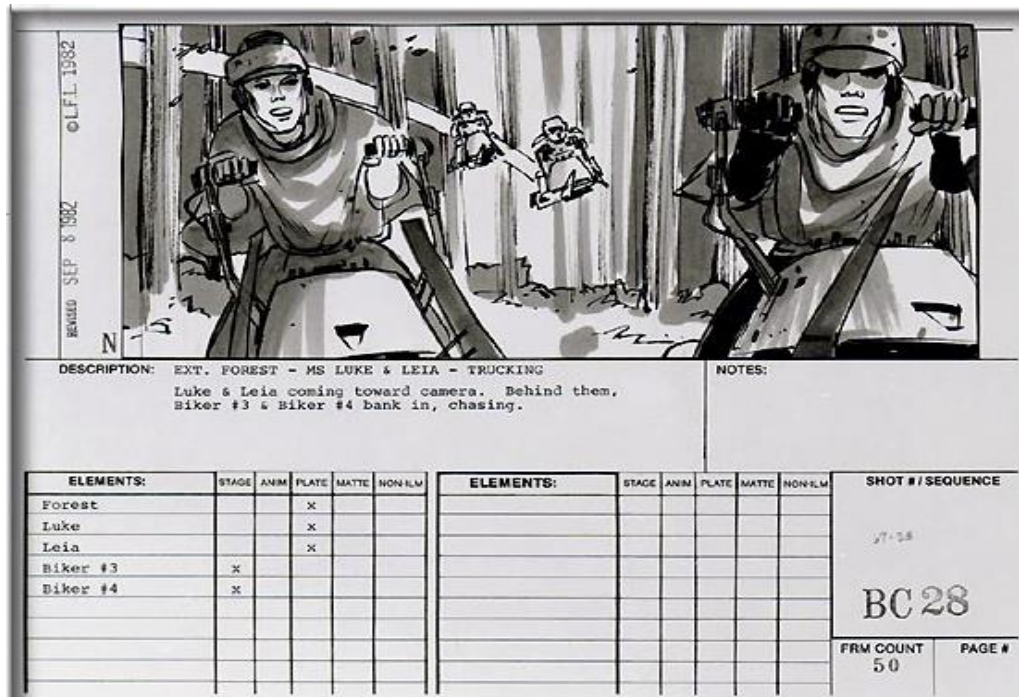 © L.F.L. 1982
REVISED SEP 8 1982
N
DESCRIPTION: EXT. FOREST - MS LUKE & LEIA - TRUCKING
Luke & Leia coming toward camera. Behind them,
Biker #3 & Biker #4 bank in, chasing.
NOTES:
ELEMENTS: STAGE ANIM PLATE MATTE NON-ILM
Forest x
Luke x
Leia x
Biker #3 x
Biker #4 x
ELEMENTS: STAGE ANIM PLATE MATTE NON-ILM
SHOT # / SEQUENCE
BC 28
FRM COUNT
50
PAGE #